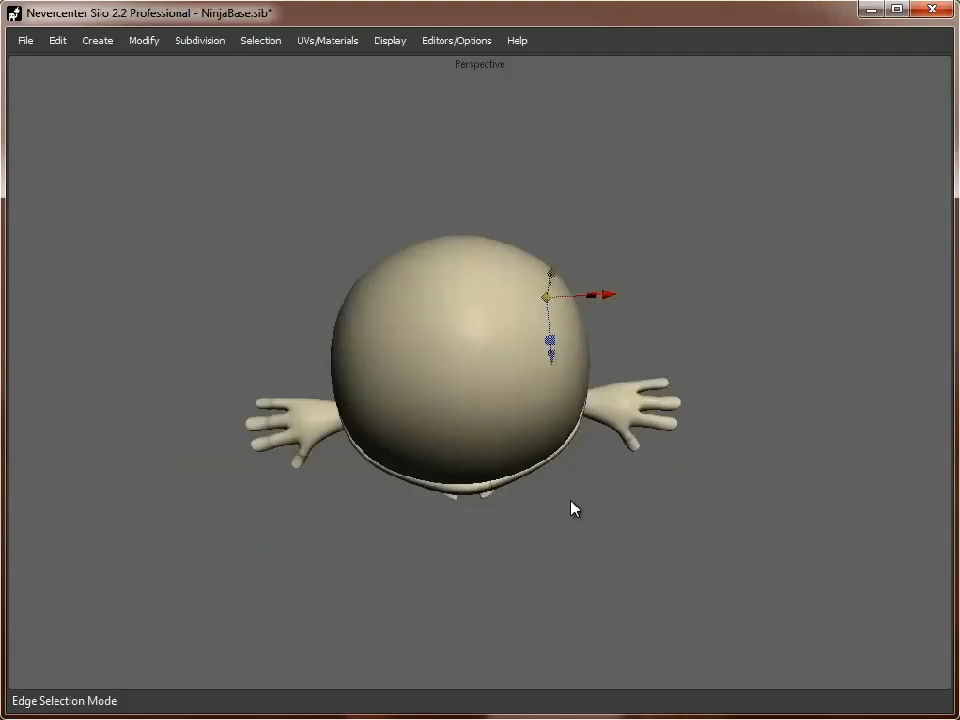 Nevercenter Silo 2.2 Professional - NinjaBase.sib*
File Edit Create Modify Subdivision Selection UVs/Materials Display Editors/Options Help
Perspective
Edge Selection Mode